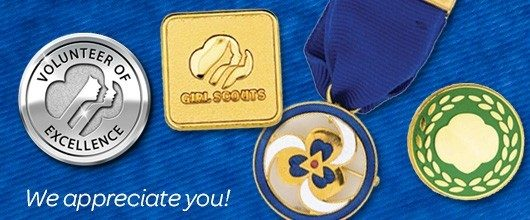 VOLUNTEER OF
EXCELLENCE
GIRL SCOUTS
We appreciate you!